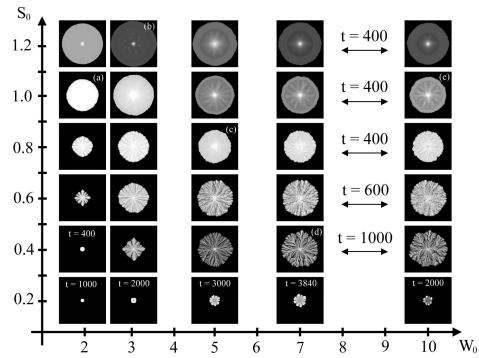 S₀
1.2 (b) t = 400
1.0 (a) (e) t = 400
0.8 (c) t = 400
0.6 t = 600
0.4 t = 400 (d) t = 1000
0.2 t = 1000 t = 2000 t = 3000 t = 3840 t = 2000
2 3 4 5 6 7 8 9 10 W₀